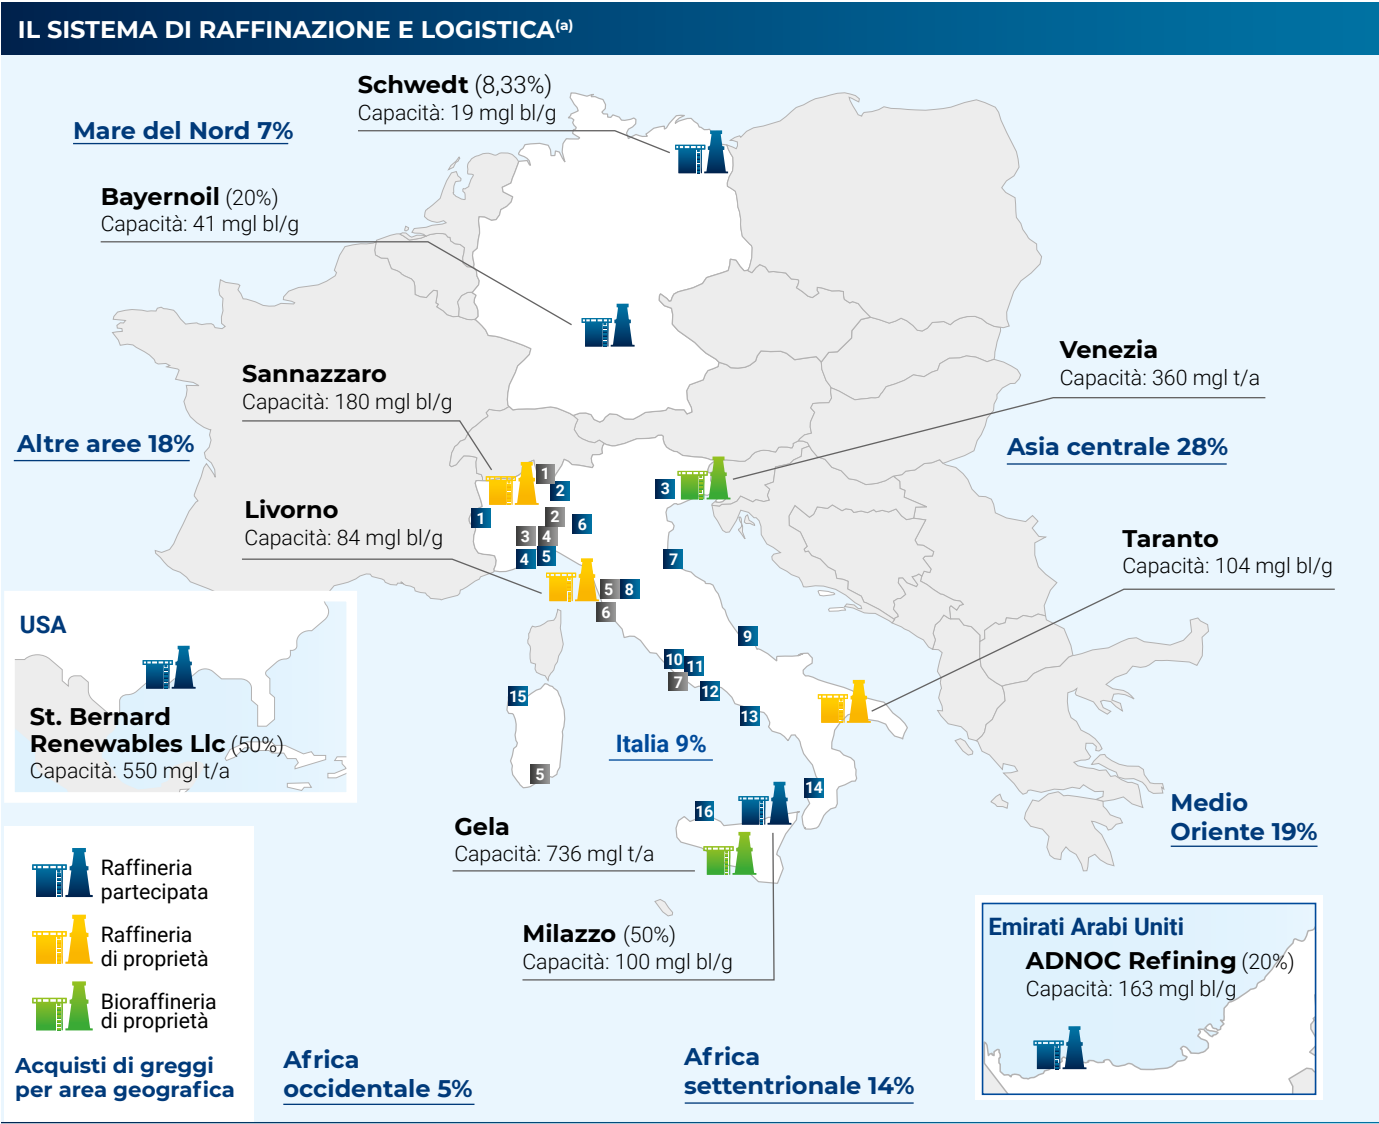 IL SISTEMA DI RAFFINAZIONE E LOGISTICA(a)
Schwedt (8,33%)
Capacità: 19 mgl bl/g
Mare del Nord 7%
Bayernoil (20%)
Capacità: 41 mgl bl/g
Venezia
Capacità: 360 mgl t/a
Sannazzaro
Capacità: 180 mgl bl/g
Altre aree 18%
Asia centrale 28%
1
2
3
Livorno
Capacità: 84 mgl bl/g
1
2
6
3
4
4
5
7
Taranto
Capacità: 104 mgl bl/g
5
8
6
USA
St. Bernard
Renewables Llc (50%)
Capacità: 550 mgl t/a
9
10
11
7
12
15
13
Italia 9%
5
14
16
Medio
Oriente 19%
Gela
Capacità: 736 mgl t/a
Milazzo (50%)
Capacità: 100 mgl bl/g
Raffineria
partecipata
Raffineria
di proprietà
Bioraffineria
di proprietà
Acquisti di greggi
per area geografica
Emirati Arabi Uniti
ADNOC Refining (20%)
Capacità: 163 mgl bl/g
Africa
occidentale 5%
Africa
settentrionale 14%